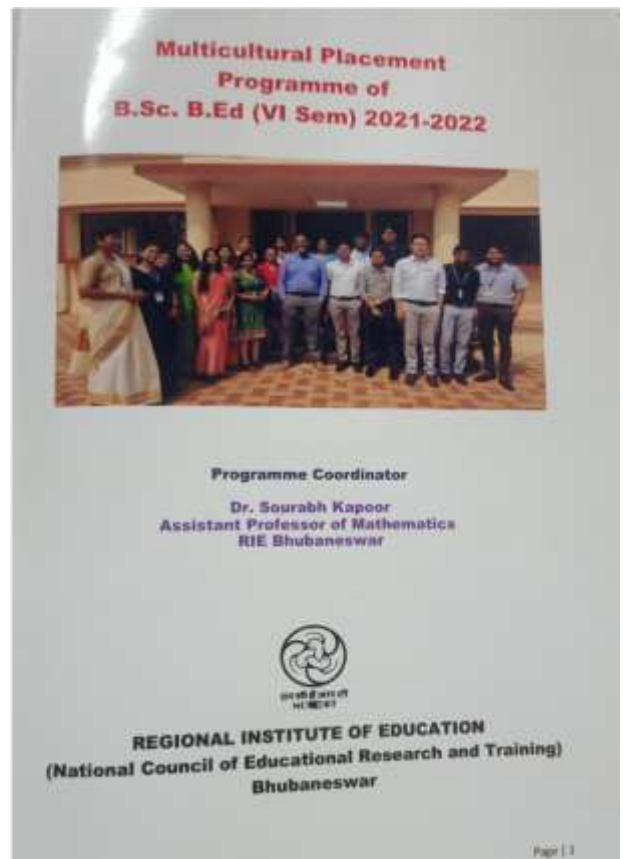 Multicultural Placement
Programme of
B.Sc. B.Ed (VI Sem) 2021-2022
Programme Coordinator
Dr. Sourabh Kapoor
Assistant Professor of Mathematics
RIE Bhubaneswar
REGIONAL INSTITUTE OF EDUCATION
(National Council of Educational Research and Training)
Bhubaneswar
Page | 1